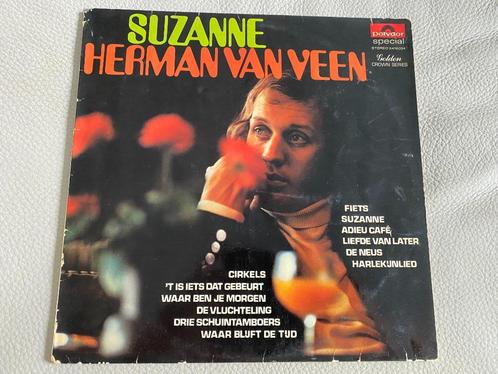 SUZANNE
HERMAN VAN VEEN
polydor
special
STEREO 2416034
Golden
CROWN SERIES
FIETS
SUZANNE
ADIEU CAFÉ
LIEFDE VAN LATER
DE NEUS
HARLEKIJNLIED
CIRKELS
'T IS IETS DAT GEBEURT
WAAR BEN JE MORGEN
DE VLUCHTELING
DRIE SCHUINTAMBOERS
WAAR BLIJFT DE TIJD